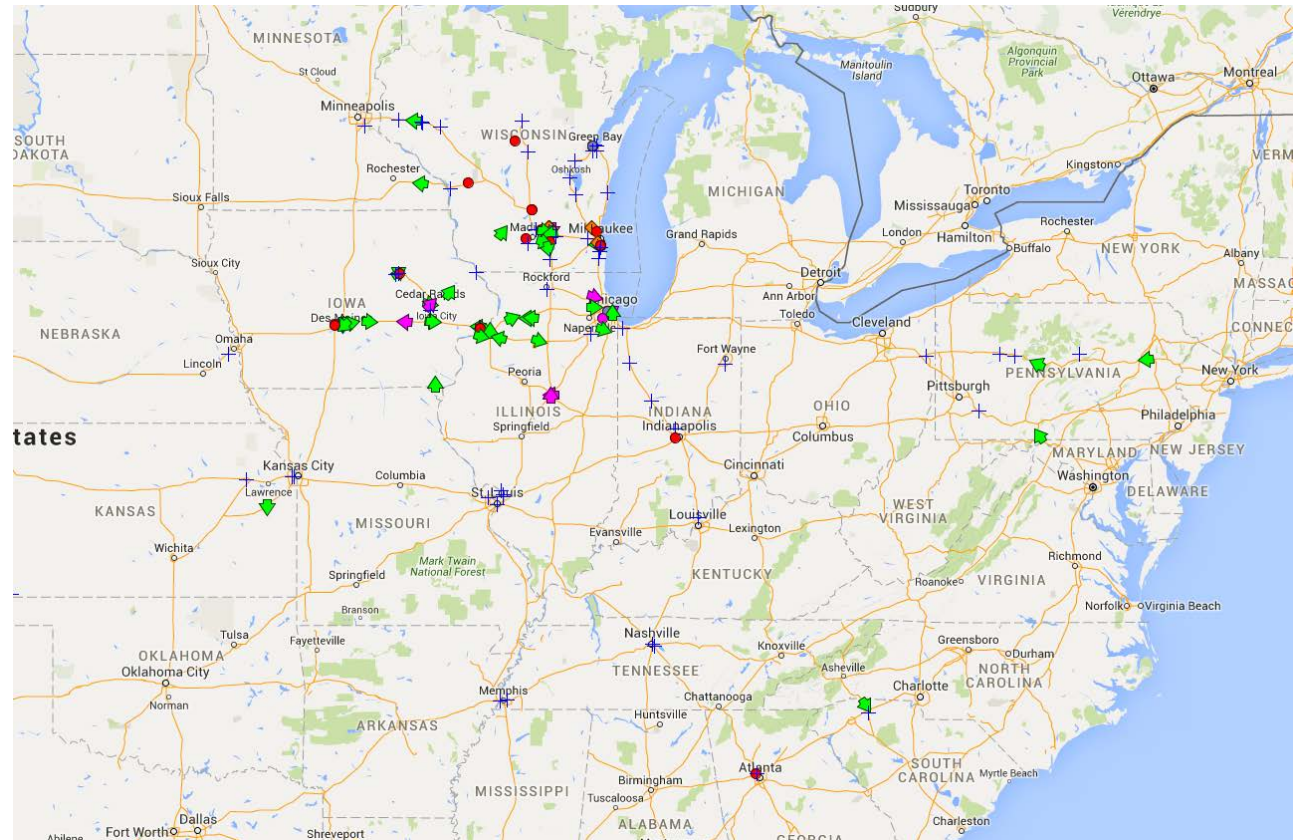 Sudbury
Verendrye
MINNESOTA
Manitoulin
Island
Algonquin
Provincial
Park
St Cloud
Ottawa
Montreal
Minneapolis
WISCONSIN
Green Bay
SOUTH
DAKOTA
Kingston
VERM
Rochester
Oshkosh
MICHIGAN
Toronto
Sioux Falls
Mississauga
Rochester
London
Hamilton
Mad
Milwaukee
Grand Rapids
Buffalo
NEW YORK
Albany
Sioux City
Rockford
Detroit
MASSAC
IOWA
Cedar Rapids
Chicago
Ann Arbor
Des Moines
Iowa City
Naperville
Toledo
Cleveland
CONNEC
NEBRASKA
Omaha
Fort Wayne
Lincoln
Peoria
PENNSYLVANIA
New York
Pittsburgh
ILLINOIS
INDIANA
OHIO
Philadelphia
tates
Springfield
Indianapolis
Columbus
MARYLAND
NEW JERSEY
Kansas City
Columbia
Cincinnati
Washington
Lawrence
St Louis
DELAWARE
KANSAS
MISSOURI
WEST
VIRGINIA
Louisville
Lexington
Evansville
Wichita
Richmond
Mark Twain
National Forest
KENTUCKY
Springfield
Roanoke
VIRGINIA
Branson
Norfolk
Virginia Beach
Tulsa
Fayetteville
Nashville
Greensboro
Durham
OKLAHOMA
Knoxville
Oklahoma City
TENNESSEE
Asheville
NORTH
CAROLINA
Charlotte
Norman
Memphis
Chattanooga
ARKANSAS
Huntsville
SOUTH
CAROLINA
Atlanta
Myrtle Beach
Birmingham
MISSISSIPPI
Tuscaloosa
Dallas
ALABAMA
Charleston
Fort Worth
Abilene
Shreveport
GEORGIA